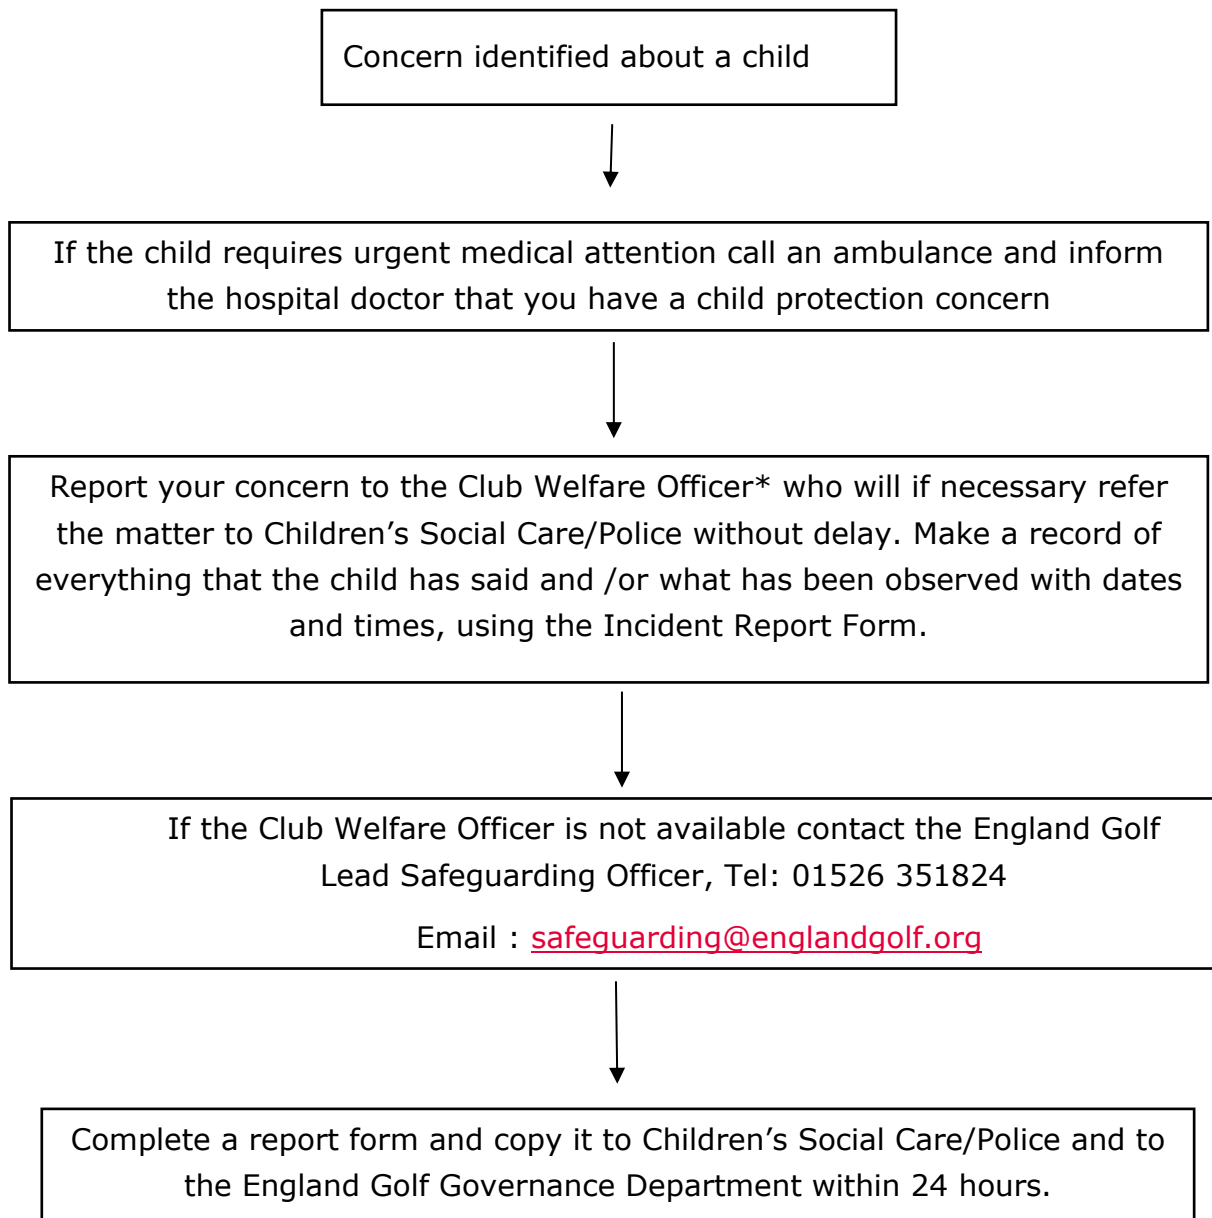 Concern identified about a child
If the child requires urgent medical attention call an ambulance and inform
the hospital doctor that you have a child protection concern
Report your concern to the Club Welfare Officer* who will if necessary refer
the matter to Children’s Social Care/Police without delay. Make a record of
everything that the child has said and /or what has been observed with dates
and times, using the Incident Report Form.
If the Club Welfare Officer is not available contact the England Golf
Lead Safeguarding Officer, Tel: 01526 351824
Email : safeguarding@englandgolf.org
Complete a report form and copy it to Children’s Social Care/Police and to
the England Golf Governance Department within 24 hours.